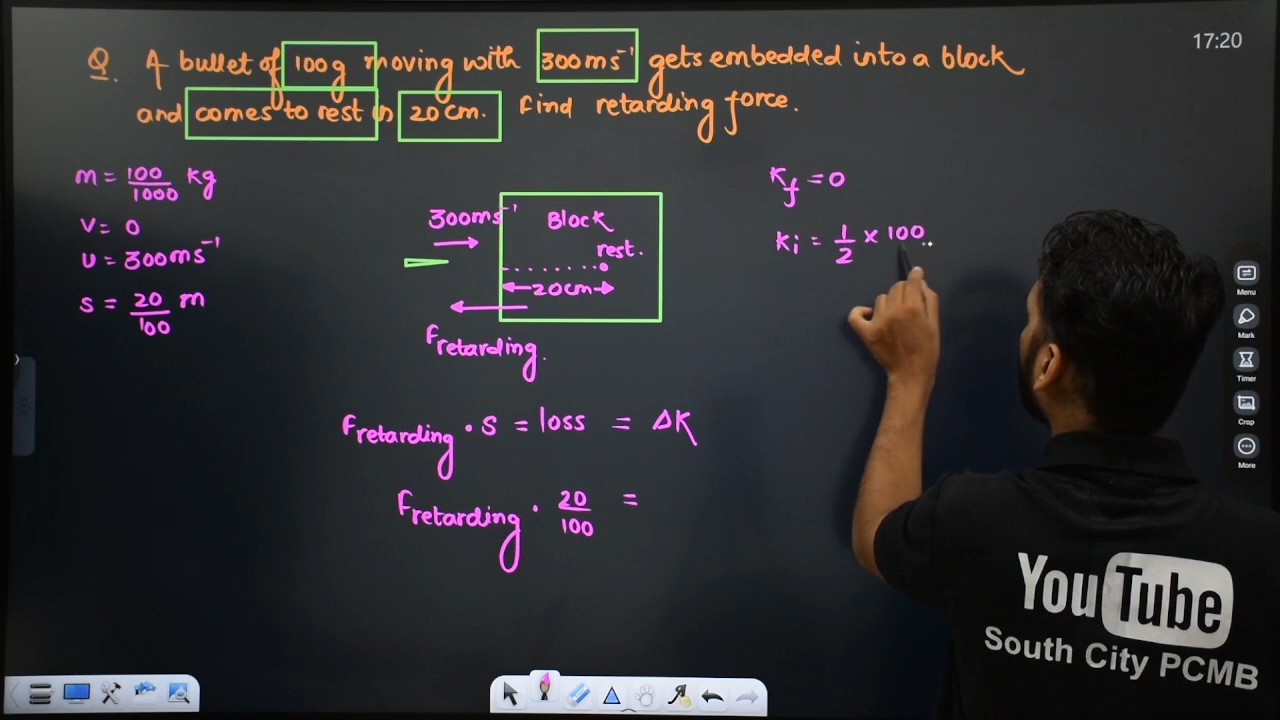 17:20
Q. A bullet of 100g moving with 300ms⁻¹ gets embedded into a block
and comes to rest in 20cm. Find retarding force.
m = 100/1000 kg
v = 0
u = 300ms⁻¹
s = 20/100 m
300ms⁻¹
Block
rest.
20cm
Fretarding.
Kf = 0
Ki = 1/2 × 100
Fretarding · s = loss = ΔK
Fretarding · 20/100 =
Menu
Mark
Timer
Crop
More
YouTube
South City PCMB